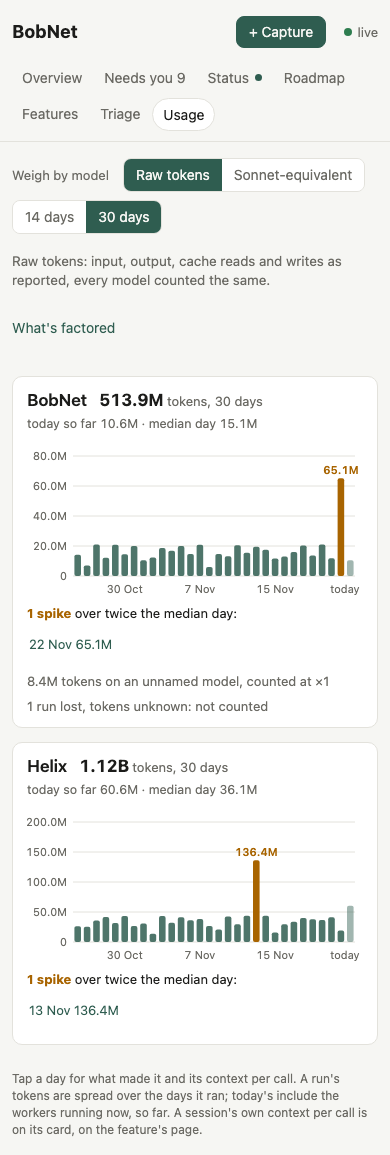 BobNet
+ Capture
live
Overview
Needs you 9
Status
Roadmap
Features
Triage
Usage
Weigh by model
Raw tokens
Sonnet-equivalent
14 days
30 days
Raw tokens: input, output, cache reads and writes as
reported, every model counted the same.
What's factored
BobNet 513.9M tokens, 30 days
today so far 10.6M · median day 15.1M
80.0M
65.1M
60.0M
40.0M
20.0M
0
30 Oct
7 Nov
15 Nov
today
1 spike over twice the median day:
22 Nov 65.1M
8.4M tokens on an unnamed model, counted at ×1
1 run lost, tokens unknown: not counted
Helix 1.12B tokens, 30 days
today so far 60.6M · median day 36.1M
200.0M
150.0M
136.4M
100.0M
50.0M
0
30 Oct
7 Nov
15 Nov
today
1 spike over twice the median day:
13 Nov 136.4M
Tap a day for what made it and its context per call. A run's
tokens are spread over the days it ran; today's include the
workers running now, so far. A session's own context per call is
on its card, on the feature's page.